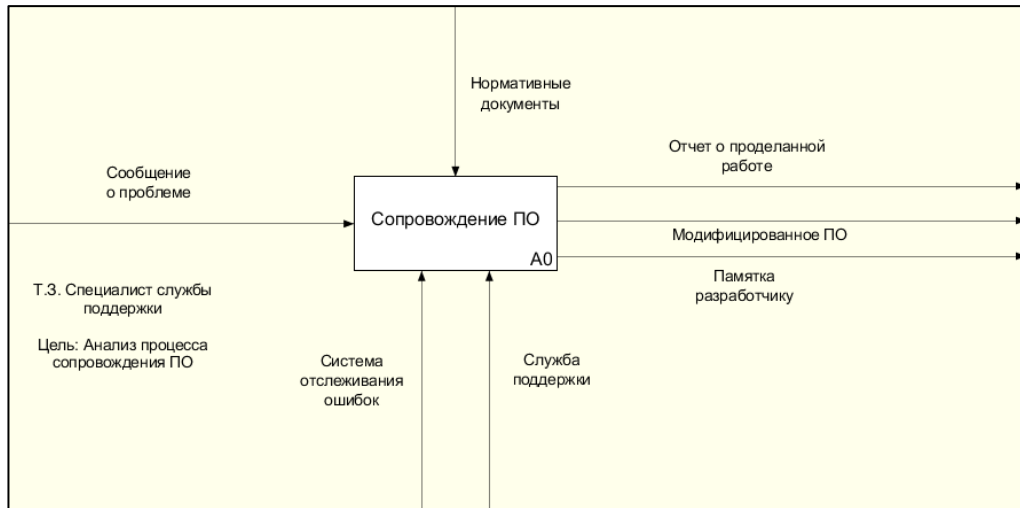 Нормативные
документы
Отчет о проделанной
работе
Сообщение
о проблеме
Сопровождение ПО
Модифицированное ПО
A0
Памятка
разработчику
Т.З. Специалист службы
поддержки
Цель: Анализ процесса
сопровождения ПО
Система
отслеживания
ошибок
Служба
поддержки